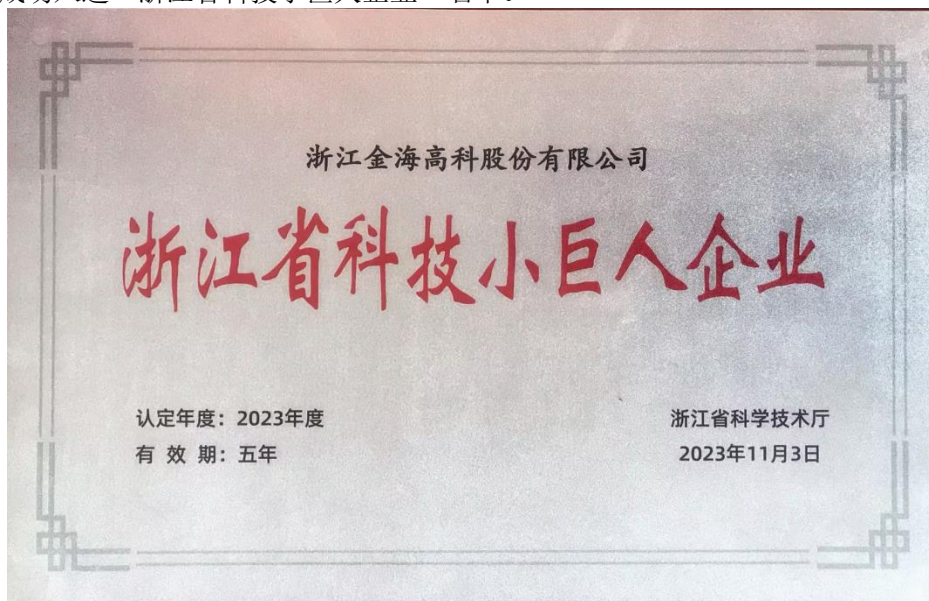 浙江金海高科股份有限公司
浙江省科技小巨人企业
认定年度：2023年度
有 效 期：五年
浙江省科学技术厅
2023年11月3日